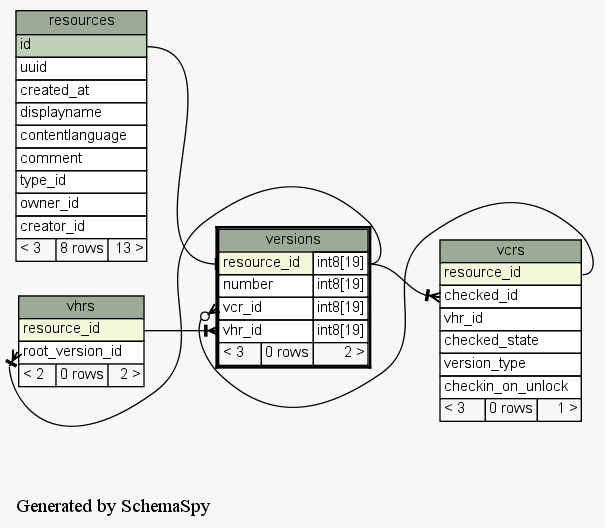 resources
id
uuid
created_at
displayname
contentlanguage
comment
type_id
owner_id
creator_id
< 3 8 rows 13 >
versions
resource_id int8[19]
number int8[19]
vcr_id int8[19]
vhr_id int8[19]
< 3 0 rows 2 >
vcrs
resource_id
checked_id
vhr_id
checked_state
version_type
checkin_on_unlock
< 3 0 rows 1 >
vhrs
resource_id
root_version_id
< 2 0 rows 2 >
Generated by SchemaSpy